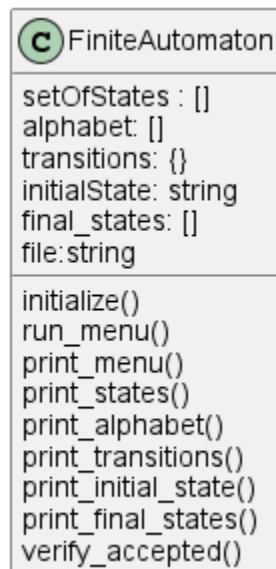 C FiniteAutomaton
setOfStates : []
alphabet: []
transitions: {}
initialState: string
final_states: []
file:string
initialize()
run_menu()
print_menu()
print_states()
print_alphabet()
print_transitions()
print_initial_state()
print_final_states()
verify_accepted()